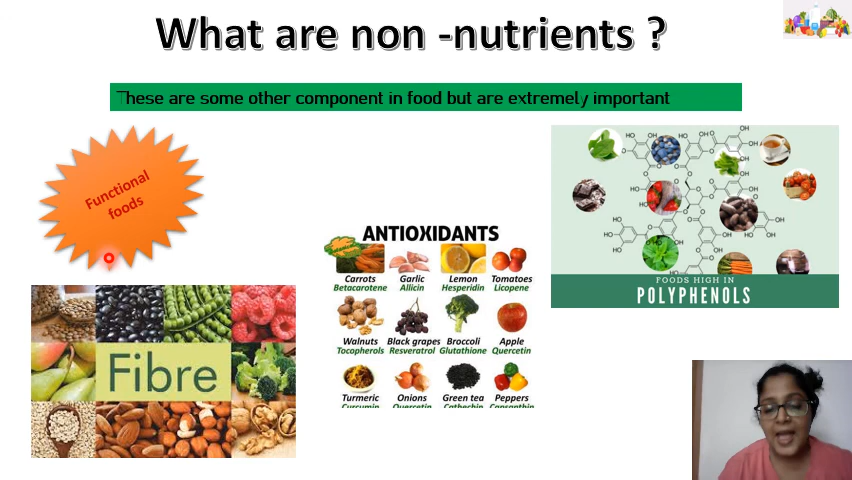 What are non -nutrients ?
These are some other component in food but are extremely important
Functional
foods
Fibre
ANTIOXIDANTS
Carrots
Betacarotene
Garlic
Allicin
Lemon
Hesperidin
Tomatoes
Licopene
Walnuts
Tocopherols
Black grapes
Resveratrol
Broccoli
Glutathione
Apple
Quercetin
Turmeric
Curcumin
Onions
Quercetin
Green tea
Cathechin
Peppers
Capsanthin
FOODS HIGH IN
POLYPHENOLS